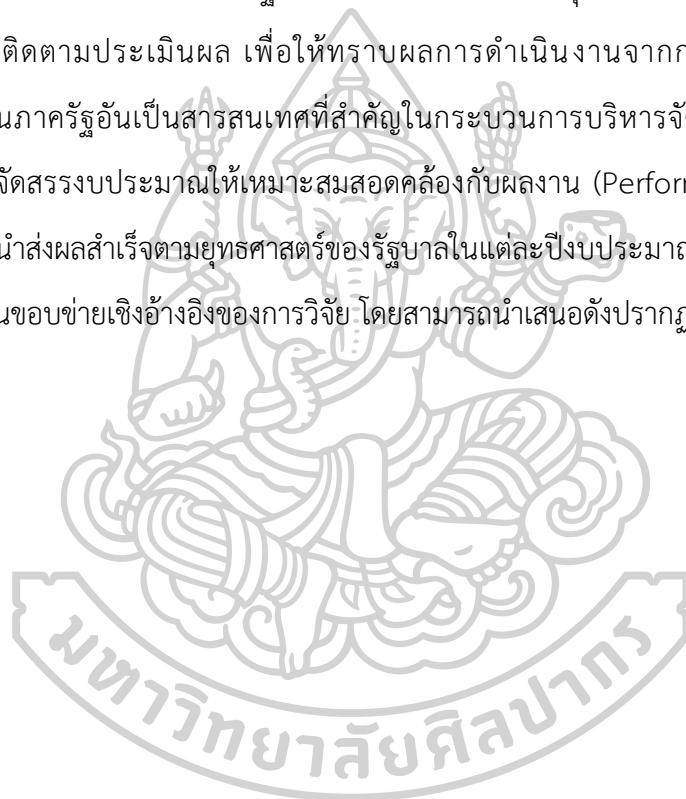 ติดตามประเมินผล เพื่อให้ทราบผลการดำเนินงานจาก
นภาครัฐอันเป็นสารสนเทศที่สำคัญในกระบวนการบริหารจั
จัดสรรงบประมาณให้เหมาะสมสอดคล้องกับผลงาน (Perforr
นำส่งผลสำเร็จตามยุทธศาสตร์ของรัฐบาลในแต่ละปีงบประมาณ
นขอบข่ายเชิงอ้างอิงของการวิจัย โดยสามารถนำเสนอดังปรากฏ
มหาวิทยาลัยศิลปากร